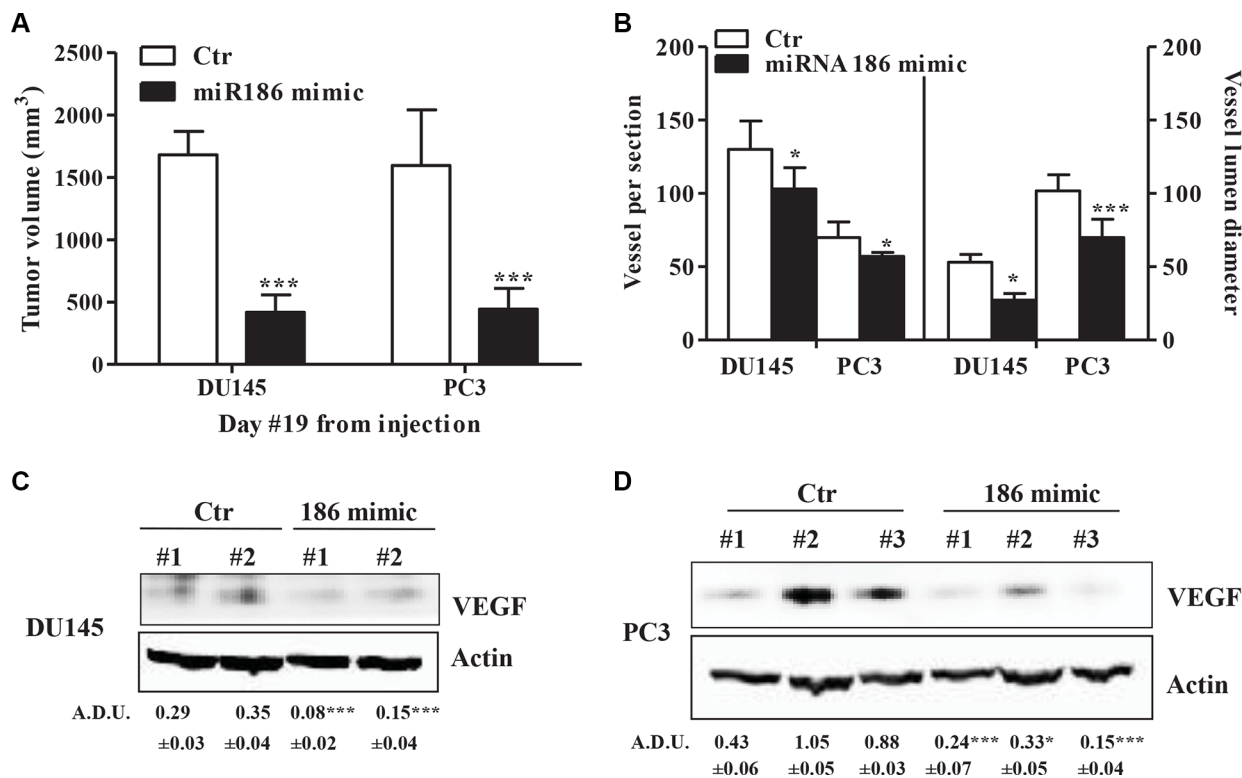 A
2500
2000
1500
1000
500
0
Tumor volume (mm³)
Ctr
miR186 mimic
***
***
DU145
PC3
Day #19 from injection
B
200
150
100
50
0
Vessel per section
Ctr
miRNA 186 mimic
*
*
*
***
DU145
PC3
DU145
PC3
200
150
100
50
0
Vessel lumen diameter
C
Ctr
186 mimic
#1
#2
#1
#2
DU145
VEGF
Actin
A.D.U. 0.29 0.35 0.08*** 0.15***
±0.03 ±0.04 ±0.02 ±0.04
D
Ctr
186 mimic
#1 #2 #3 #1 #2 #3
PC3
VEGF
Actin
A.D.U. 0.43 1.05 0.88 0.24*** 0.33* 0.15***
±0.06 ±0.05 ±0.03 ±0.07 ±0.05 ±0.04